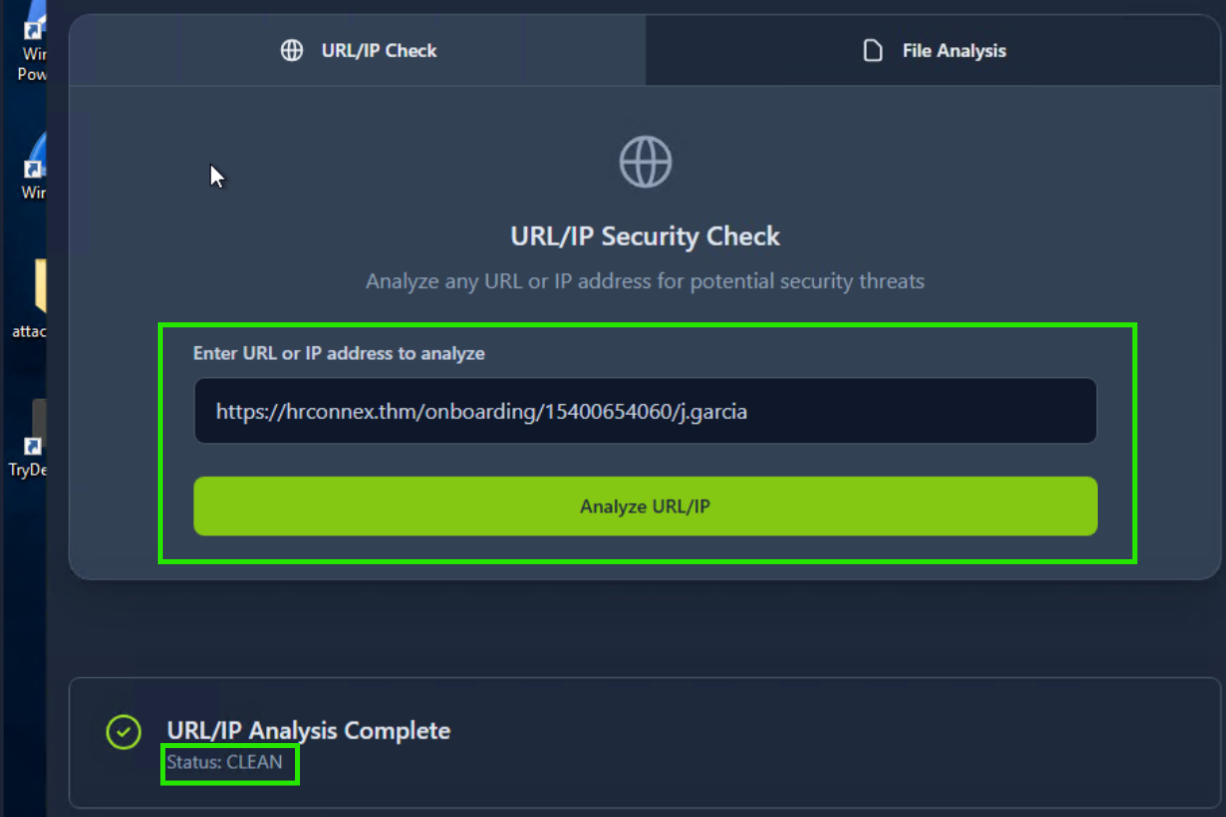 Wir
Pow
Wir
attac
TryDe
URL/IP Check
File Analysis
URL/IP Security Check
Analyze any URL or IP address for potential security threats
Enter URL or IP address to analyze
https://hrconnex.thm/onboarding/15400654060/j.garcia
Analyze URL/IP
URL/IP Analysis Complete
Status: CLEAN